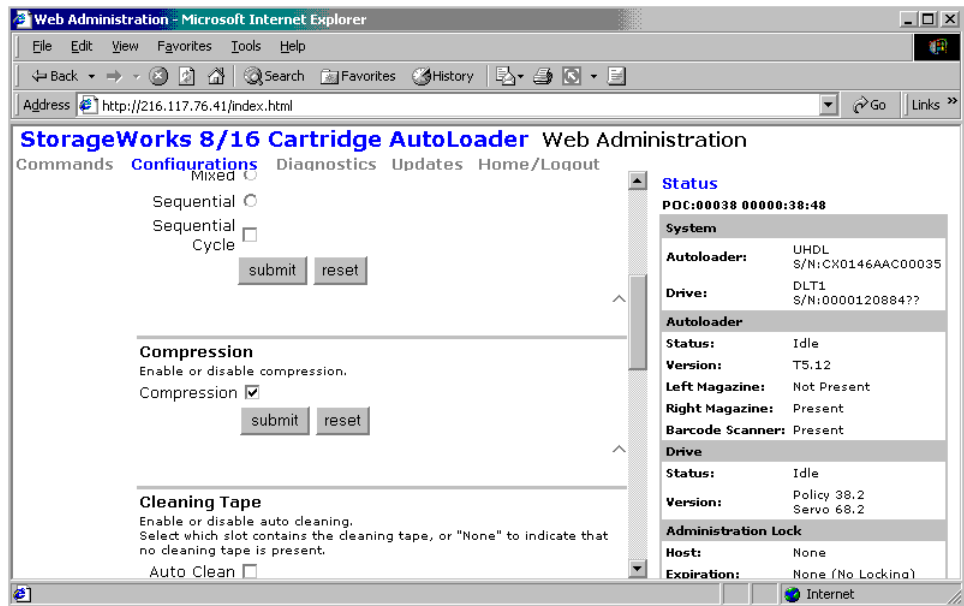 Web Administration - Microsoft Internet Explorer
File Edit View Favorites Tools Help
Back Search Favorites History
Address http://216.117.76.41/index.html Go Links »
StorageWorks 8/16 Cartridge AutoLoader Web Administration
Commands Configurations Diagnostics Updates Home/Logout
Mixed
Sequential
Sequential
Cycle
submit reset
Compression
Enable or disable compression.
Compression
submit reset
Cleaning Tape
Enable or disable auto cleaning.
Select which slot contains the cleaning tape, or "None" to indicate that
no cleaning tape is present.
Auto Clean
Status
POC:00038 00000:38:48
System
Autoloader: UHDL
S/N:CX0146AAC00035
Drive: DLT1
S/N:0000120884??
Autoloader
Status: Idle
Version: T5.12
Left Magazine: Not Present
Right Magazine: Present
Barcode Scanner: Present
Drive
Status: Idle
Version: Policy 38.2
Servo 68.2
Administration Lock
Host: None
Expiration: None (No Locking)
Internet